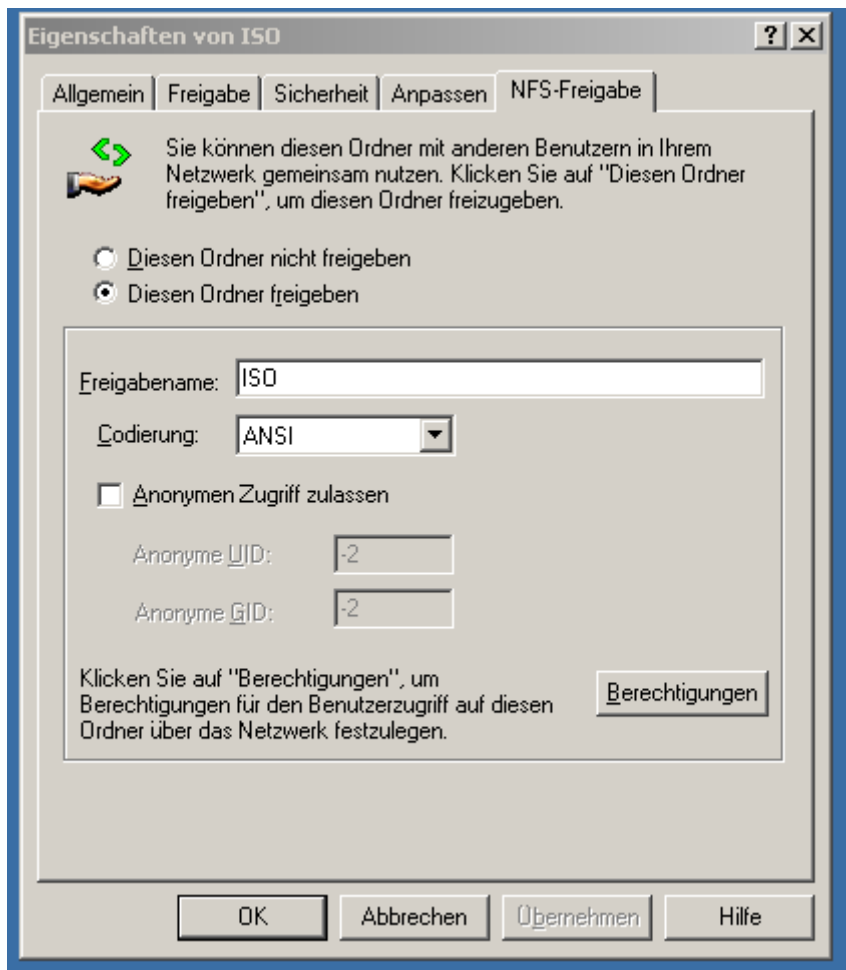 Eigenschaften von ISO
Allgemein Freigabe Sicherheit Anpassen NFS-Freigabe
Sie können diesen Ordner mit anderen Benutzern in Ihrem
Netzwerk gemeinsam nutzen. Klicken Sie auf "Diesen Ordner
freigeben", um diesen Ordner freizugeben.
Diesen Ordner nicht freigeben
Diesen Ordner freigeben
Freigabename: ISO
Codierung: ANSI
Anonymen Zugriff zulassen
Anonyme UID: -2
Anonyme GID: -2
Klicken Sie auf "Berechtigungen", um
Berechtigungen für den Benutzerzugriff auf diesen
Ordner über das Netzwerk festzulegen.
Berechtigungen
OK Abbrechen Übernehmen Hilfe